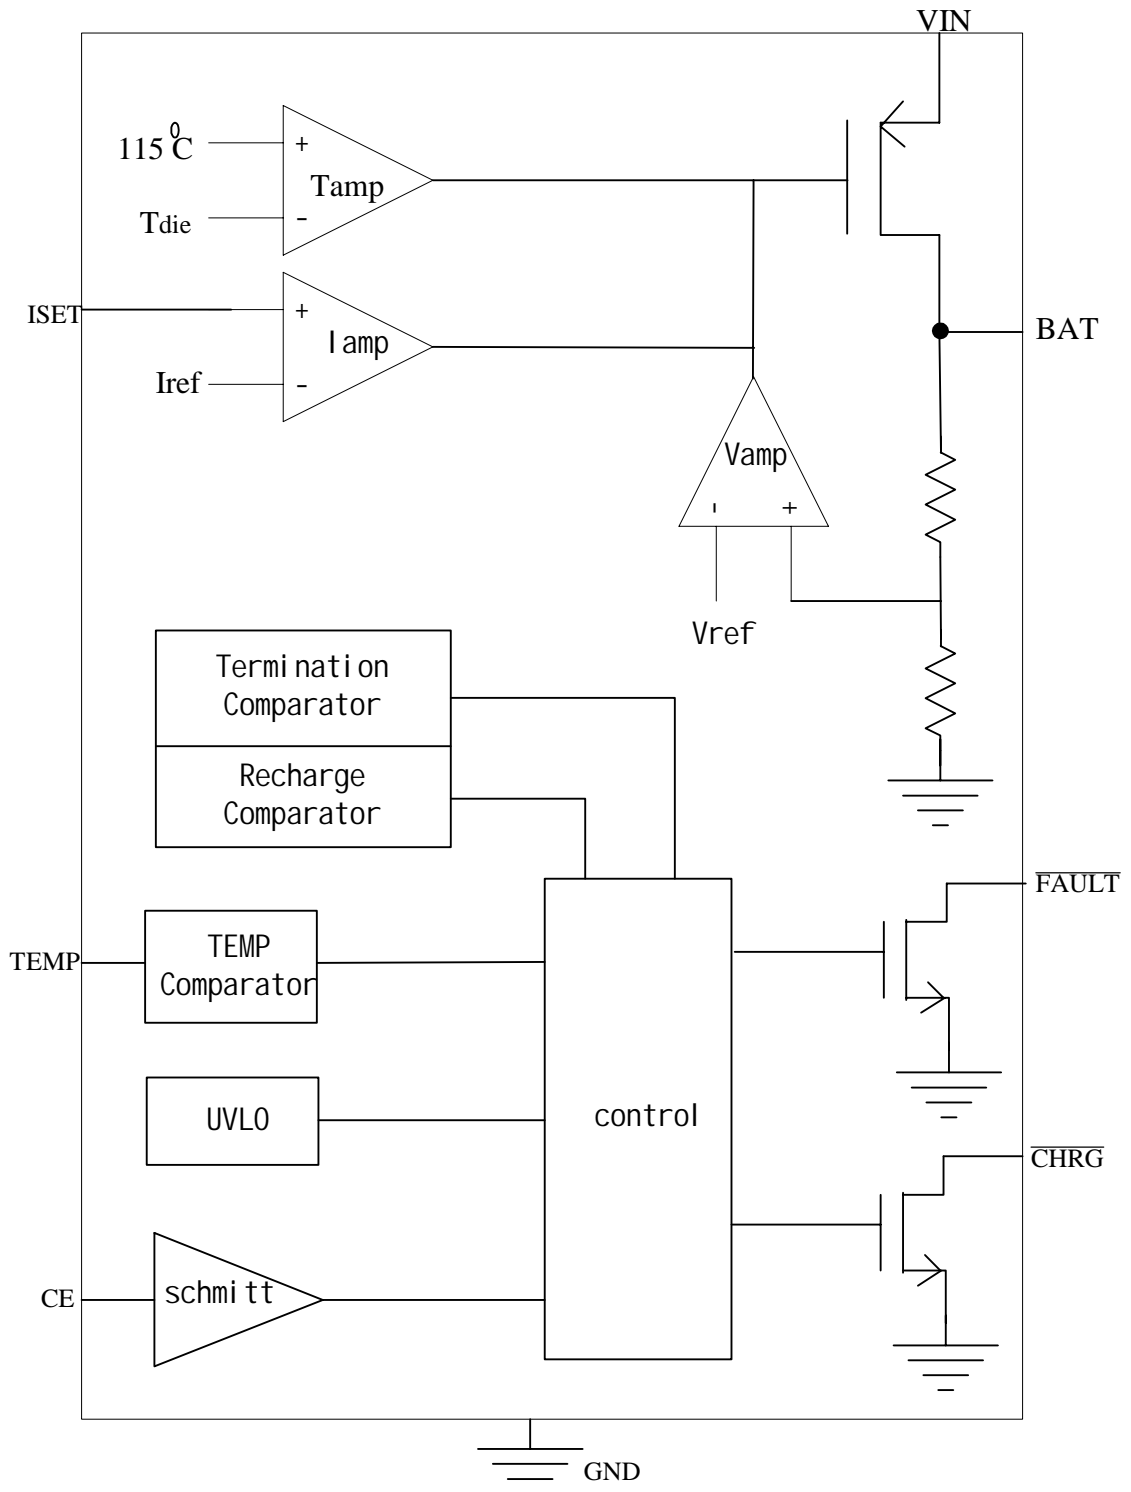 VIN
115 0C
+
Tamp
Tdie
-
ISET
+
Iamp
Iref
-
BAT
Vamp
- +
Vref
Termination
Comparator
Recharge
Comparator
FAULT
TEMP
TEMP
Comparator
UVLO
control
CHRG
CE
schmitt
GND